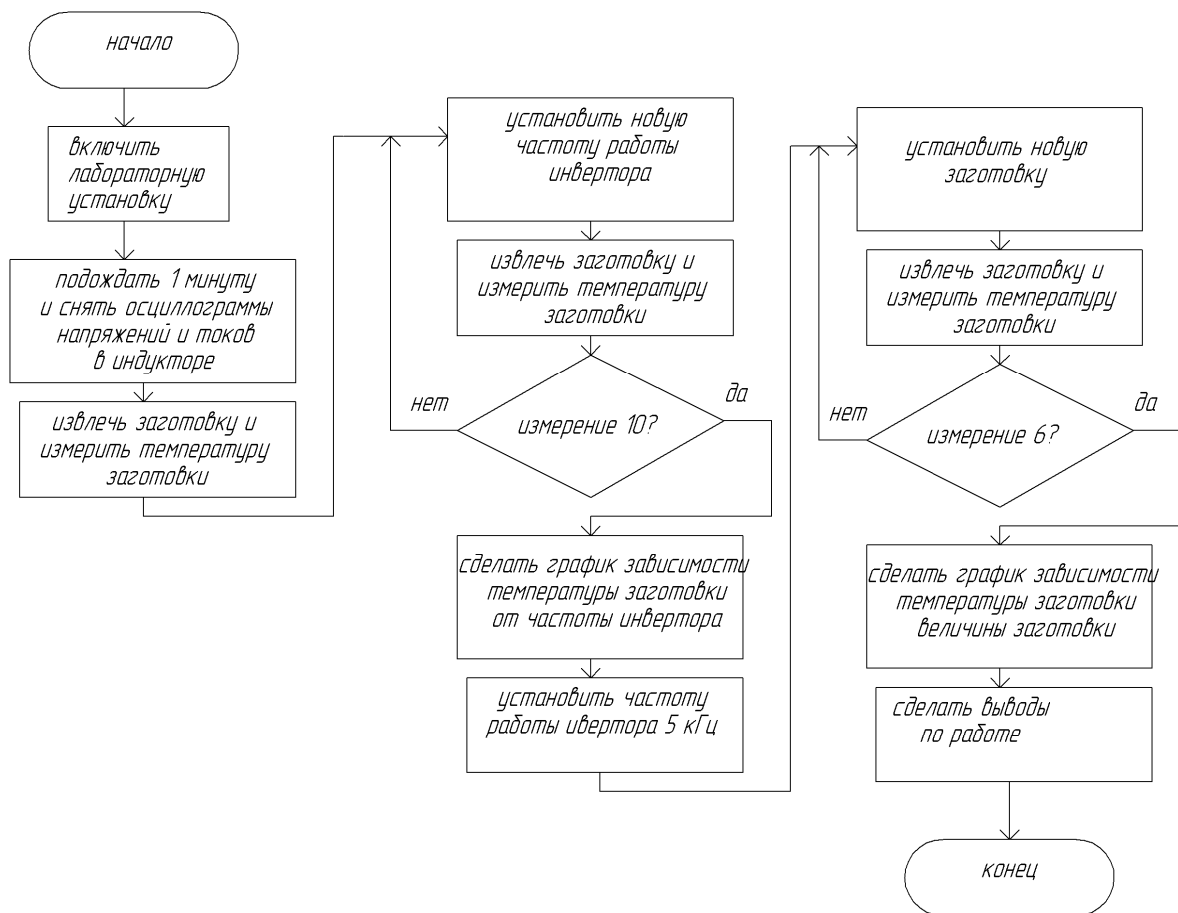 начало
включить
лабораторную
установку
подождать 1 минуту
и снять осциллограммы
напряжений и токов
в индукторе
извлечь заготовку и
измерить температуру
заготовки
установить новую
частоту работы
инвертора
извлечь заготовку и
измерить температуру
заготовки
нет
измерение 10?
да
сделать график зависимости
температуры заготовки
от частоты инвертора
установить частоту
работы ивертора 5 кГц
установить новую
заготовку
извлечь заготовку и
измерить температуру
заготовки
нет
измерение 6?
да
сделать график зависимости
температуры заготовки
величины заготовки
сделать выводы
по работе
конец